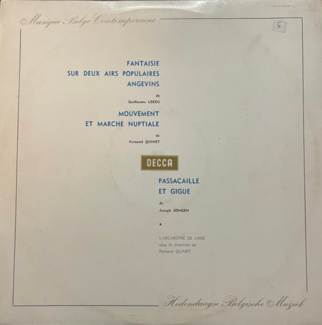 Musique Belge Contemporaine
FANTAISIE
SUR DEUX AIRS POPULAIRES
ANGEVINS
de
Guillaume LEKEU
MOUVEMENT
ET MARCHE NUPTIALE
de
Fernand QUINET
DECCA
PASSACAILLE
ET GIGUE
de
Joseph JONGEN
L'ORCHESTRE DE LIEGE
sous la direction de
Fernand QUINET
Hedendaagse Belgische Muziek